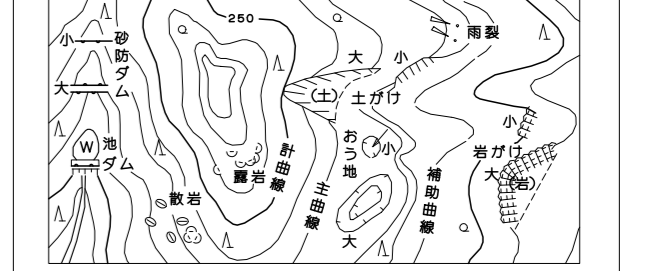 250
小
砂防ダム
大
W
池
ダム
散岩
露岩
計曲線
主曲線
大
小
(土)
土がけ
おう地
小
大
補助曲線
雨裂
小
岩がけ
大
(岩)